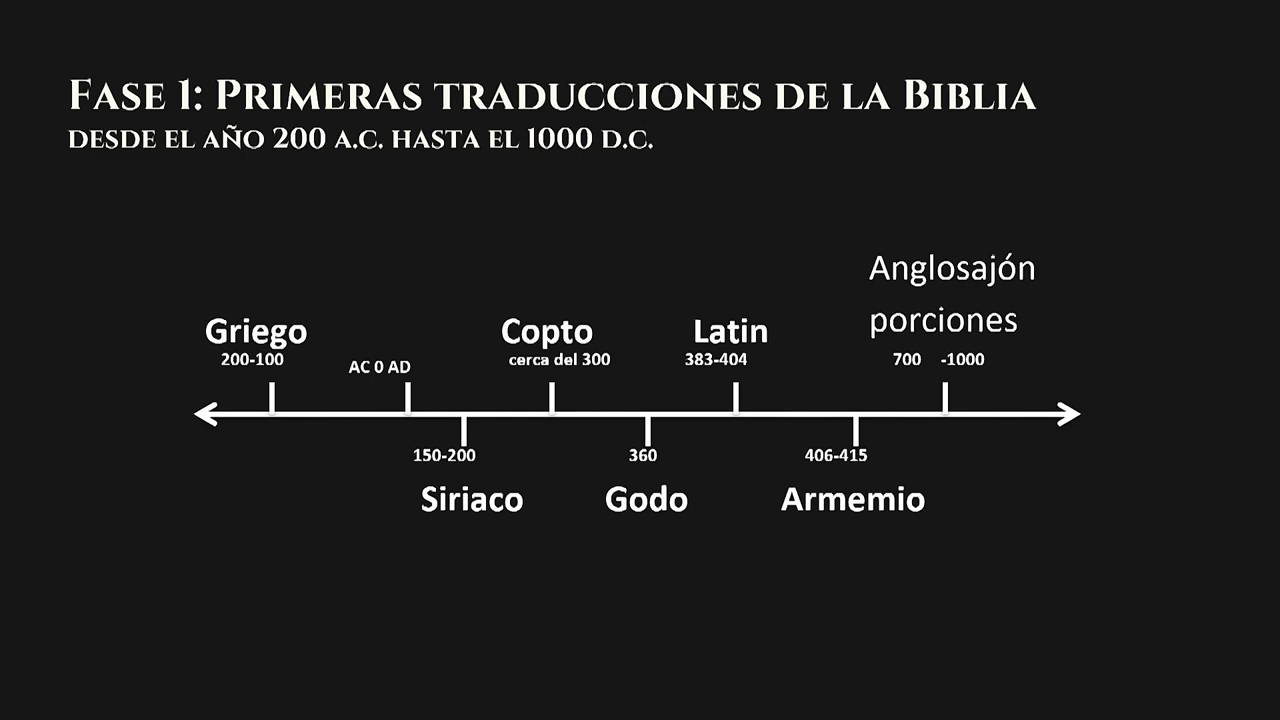 Fase 1: Primeras traducciones de la Biblia
desde el año 200 a.C. hasta el 1000 d.C.
Anglosajón
porciones
Griego
Copto
Latin
200-100
AC 0 AD
cerca del 300
383-404
700 -1000
150-200
360
406-415
Siriaco
Godo
Armemio